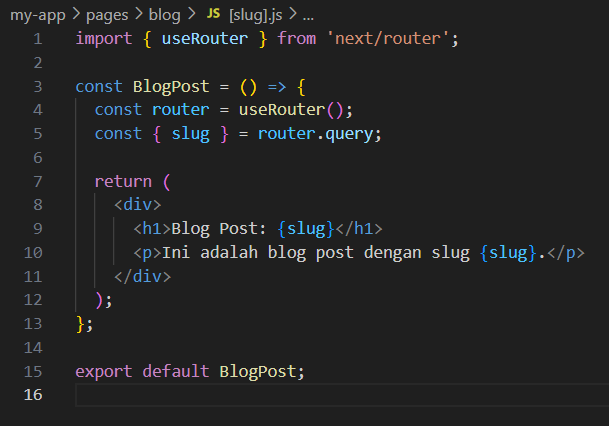 my-app > pages > blog > JS [slug].js > ...
1 import { useRouter } from 'next/router';
2
3 const BlogPost = () => {
4   const router = useRouter();
5   const { slug } = router.query;
6
7   return (
8     <div>
9       <h1>Blog Post: {slug}</h1>
10       <p>Ini adalah blog post dengan slug {slug}.</p>
11     </div>
12   );
13 };
14
15 export default BlogPost;
16